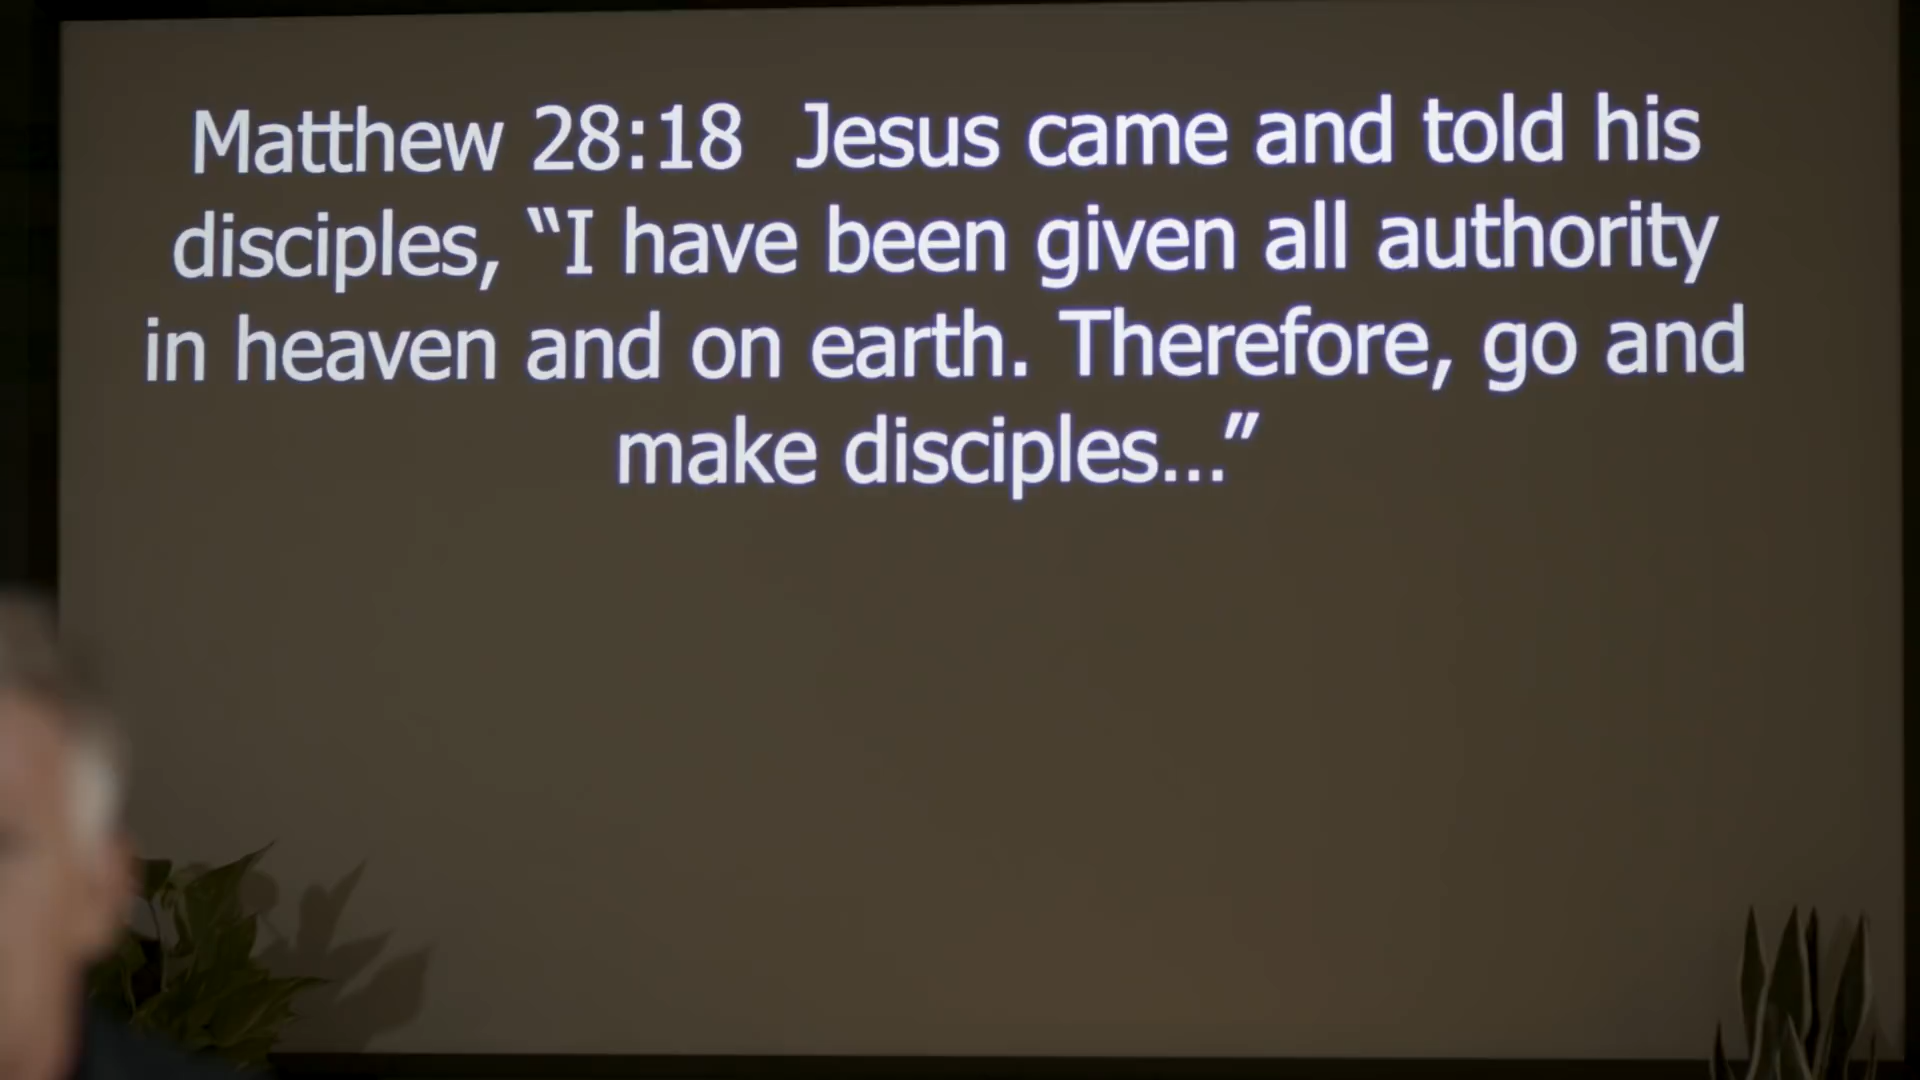 Matthew 28:18  Jesus came and told his
disciples, “I have been given all authority
in heaven and on earth. Therefore, go and
make disciples...”